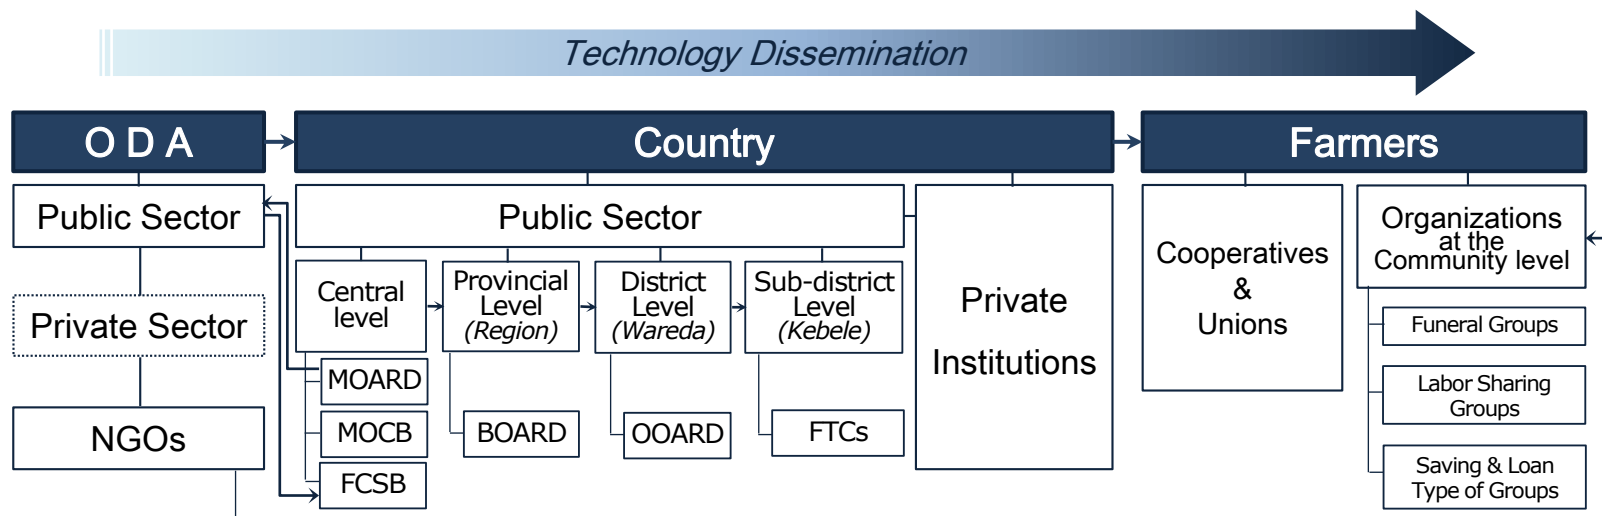 Technology Dissemination
O D A
Country
Farmers
Public Sector
Private Sector
NGOs
Public Sector
Central
level
Provincial
Level
(Region)
District
Level
(Wareda)
Sub-district
Level
(Kebele)
MOARD
MOCB
FCSB
BOARD
OOARD
FTCs
Private
Institutions
Cooperatives
&
Unions
Organizations
at the
Community level
Funeral Groups
Labor Sharing
Groups
Saving & Loan
Type of Groups